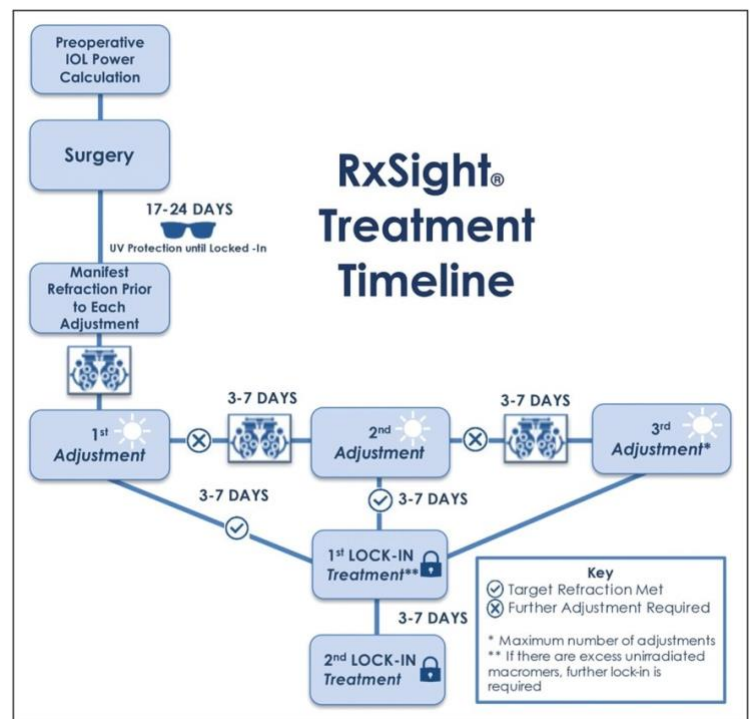 Preoperative
IOL Power
Calculation
Surgery
RxSight®
Treatment
Timeline
17-24 DAYS
UV Protection until Locked -In
Manifest
Refraction Prior
to Each
Adjustment
1st
Adjustment
3-7 DAYS
2nd
Adjustment
3-7 DAYS
3rd
Adjustment*
3-7 DAYS
3-7 DAYS
1st LOCK-IN
Treatment**
3-7 DAYS
2nd LOCK-IN
Treatment
Key
Target Refraction Met
Further Adjustment Required
* Maximum number of adjustments
** If there are excess unirradiated
macromers, further lock-in is
required